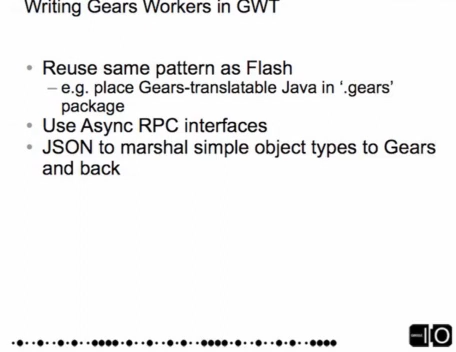 Writing Gears Workers in GWT
Reuse same pattern as Flash
– e.g. place Gears-translatable Java in ‘.gears’
package
Use Async RPC interfaces
JSON to marshal simple object types to Gears
and back
IO